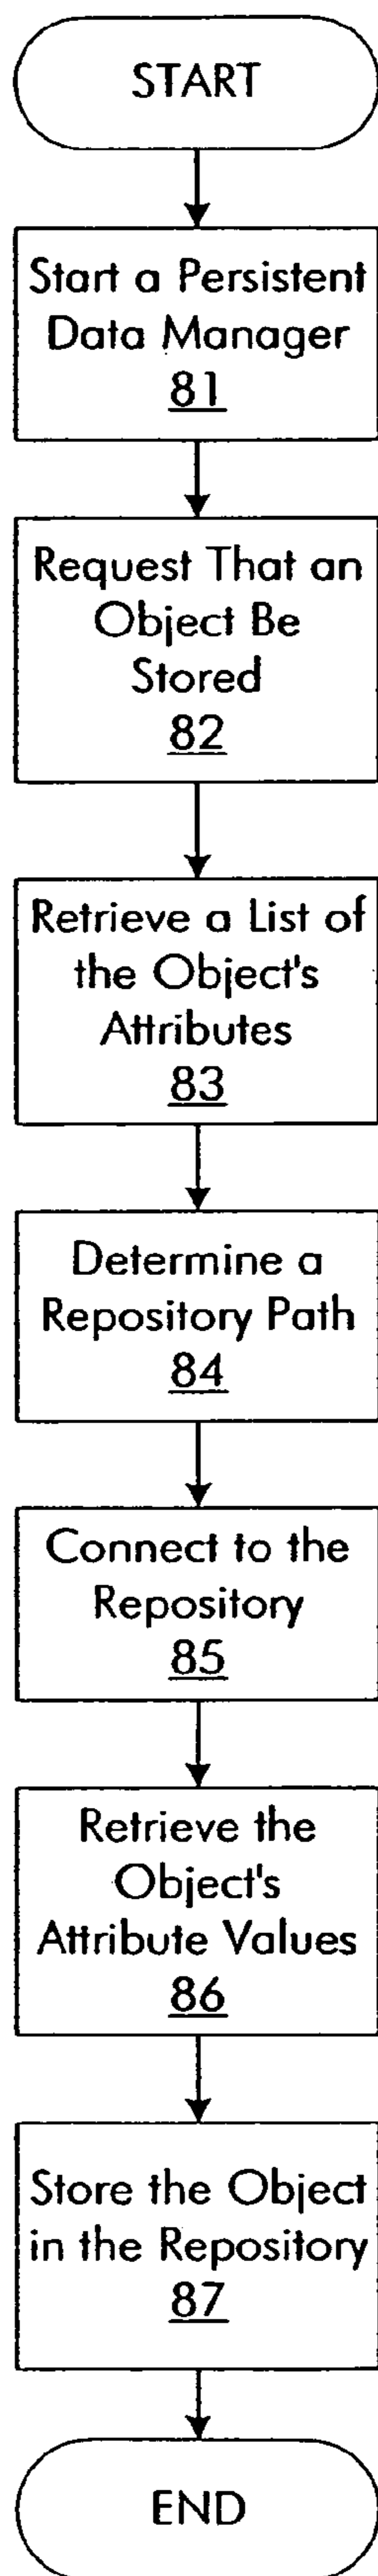 START
Start a Persistent
Data Manager
81
Request That an
Object Be
Stored
82
Retrieve a List of
the Object's
Attributes
83
Determine a
Repository Path
84
Connect to the
Repository
85
Retrieve the
Object's
Attribute Values
86
Store the Object
in the Repository
87
END